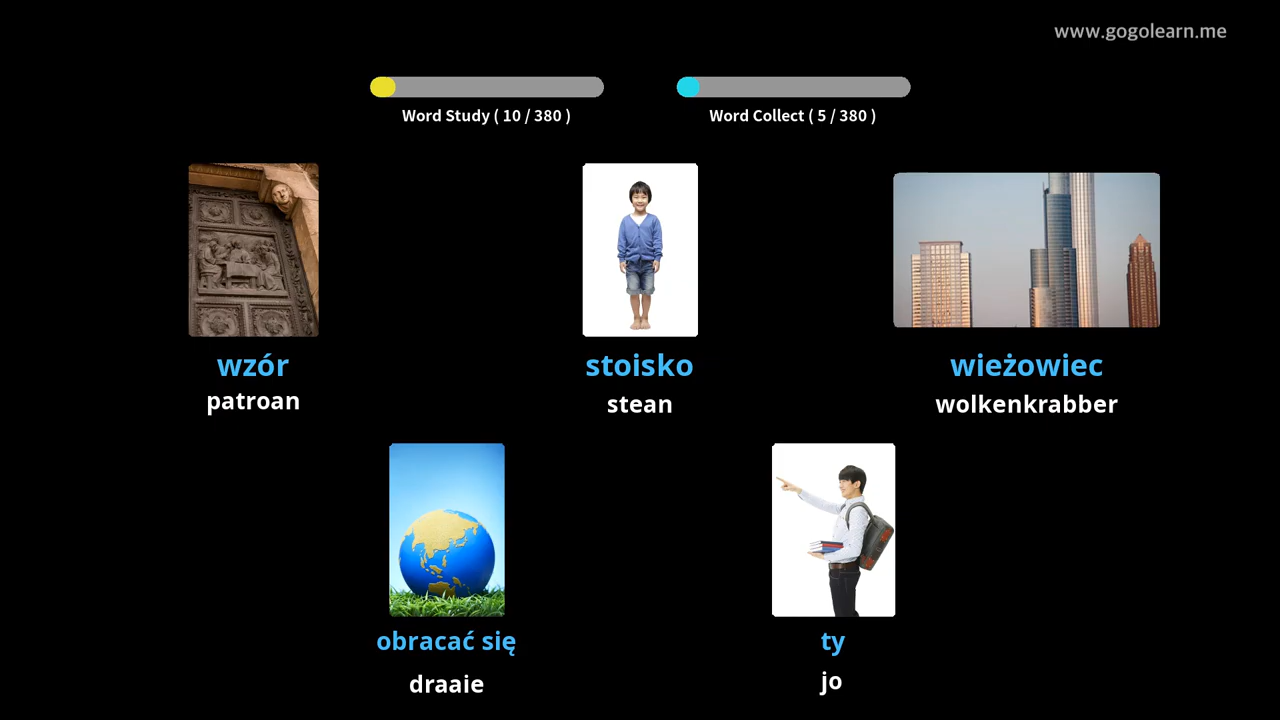 www.gogolearn.me
Word Study ( 10 / 380 )
Word Collect ( 5 / 380 )
wzór
patroan
stoisko
stean
wieżowiec
wolkenkrabber
obracać się
draaie
ty
jo